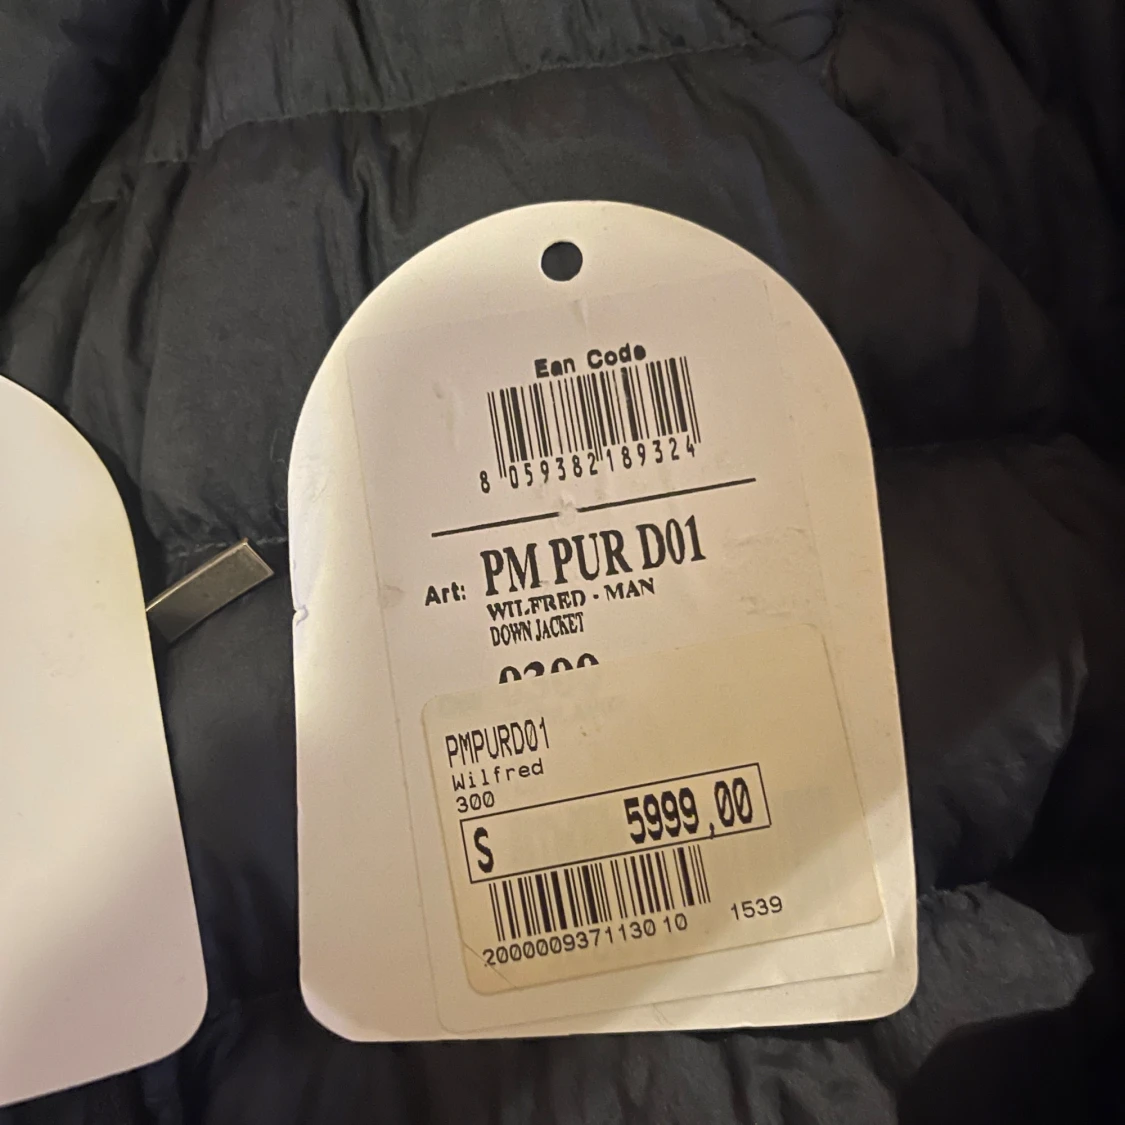 Ean Code
8 059382 189324
Art: PM PUR D01
WILFRED - MAN
DOWN JACKET
PMPURD01
Wilfred
300
S 5999,00
2000009371130 10 1539